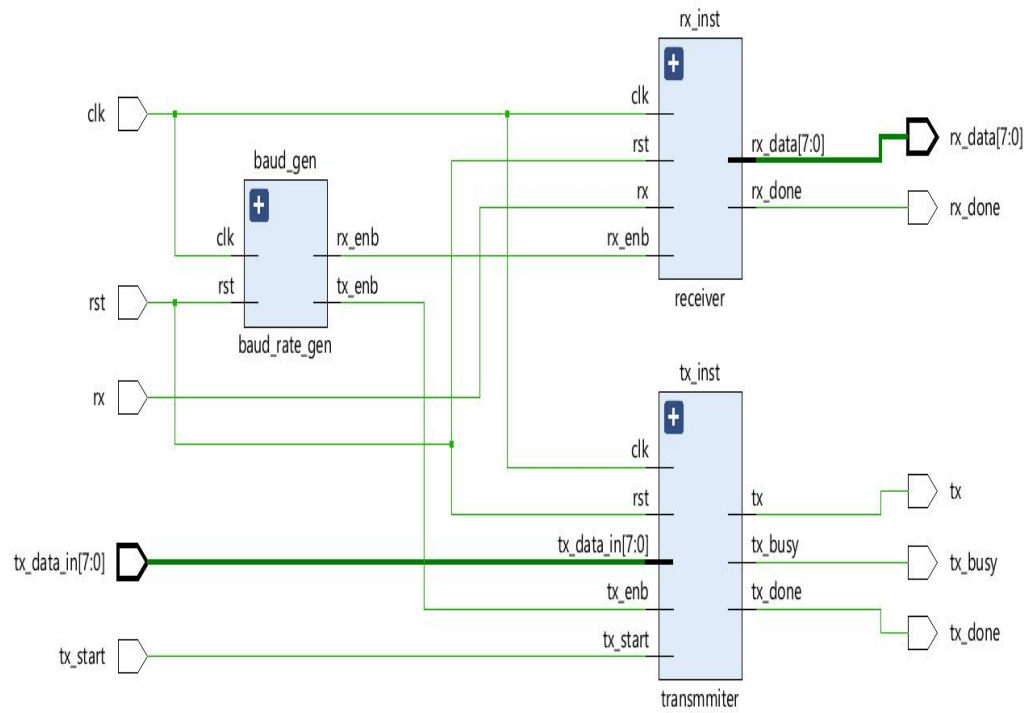 rx_inst
clk
clk
rst
rx_data[7:0]
rx_data[7:0]
baud_gen
rx
rx_done
rx_done
clk
rx_enb
rx_enb
rst
rst
tx_enb
receiver
baud_rate_gen
tx_inst
rx
clk
rst
tx
tx
tx_data_in[7:0]
tx_data_in[7:0]
tx_busy
tx_busy
tx_enb
tx_done
tx_done
tx_start
tx_start
transmmiter